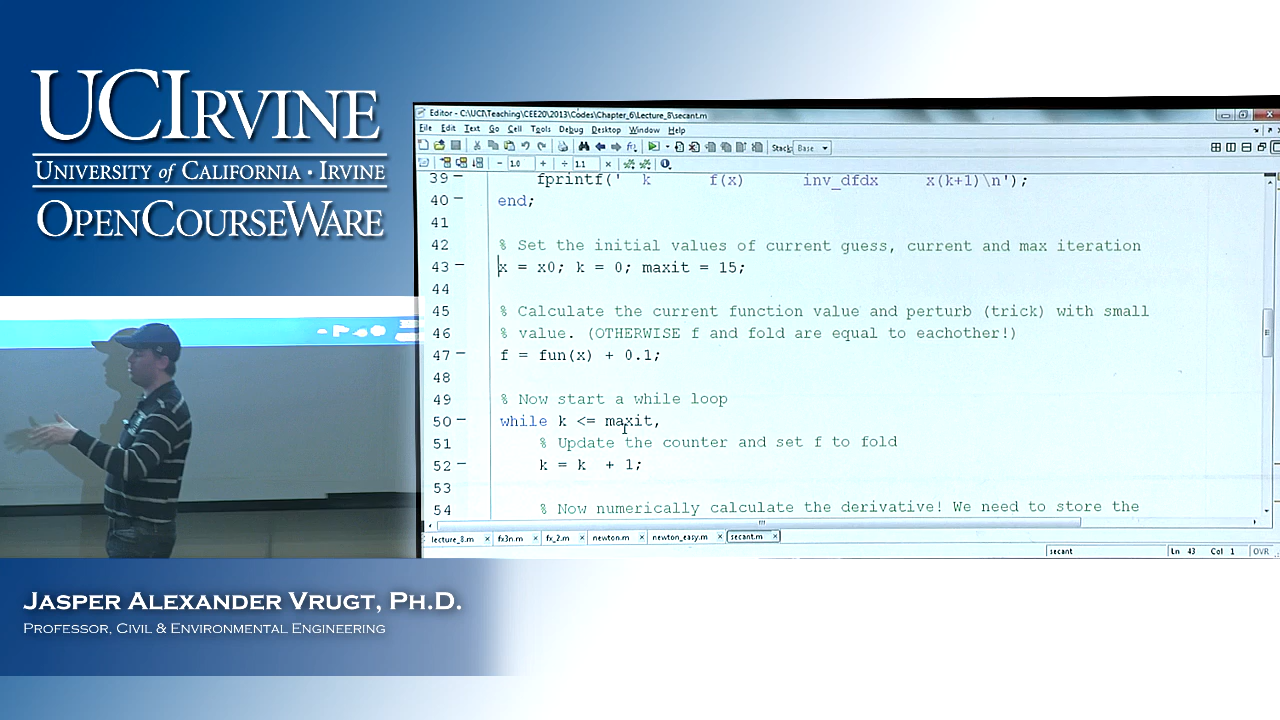 UCIRVINE
UNIVERSITY of CALIFORNIA · IRVINE
OPENCOURSEWARE
Editor - C:\UCI\Teaching\CEE20\2013\Codes\Chapter_6\Lecture_8\secant.m
File Edit Text Go Cell Tools Debug Desktop Window Help
Stack: Base
- 1.0 + ÷ 1.1 ×
39 fprintf(' k f(x) inv_dfdx x(k+1)\n');
40 end;
41
42 % Set the initial values of current guess, current and max iteration
43 x = x0; k = 0; maxit = 15;
44
45 % Calculate the current function value and perturb (trick) with small
46 % value. (OTHERWISE f and fold are equal to eachother!)
47 f = fun(x) + 0.1;
48
49 % Now start a while loop
50 while k <= maxit,
51 % Update the counter and set f to fold
52 k = k + 1;
53
54 % Now numerically calculate the derivative! We need to store the
lecture_8.m × fx3n.m × fx_2.m × newton.m × newton_easy.m × secant.m ×
secant Ln 43 Col 1 OVR
JASPER ALEXANDER VRUGT, PH.D.
PROFESSOR, CIVIL & ENVIRONMENTAL ENGINEERING